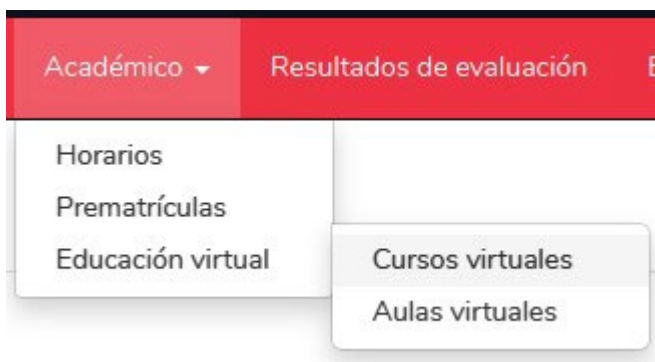 Académico Resultados de evaluación
Horarios
Prematrículas
Educación virtual
Cursos virtuales
Aulas virtuales